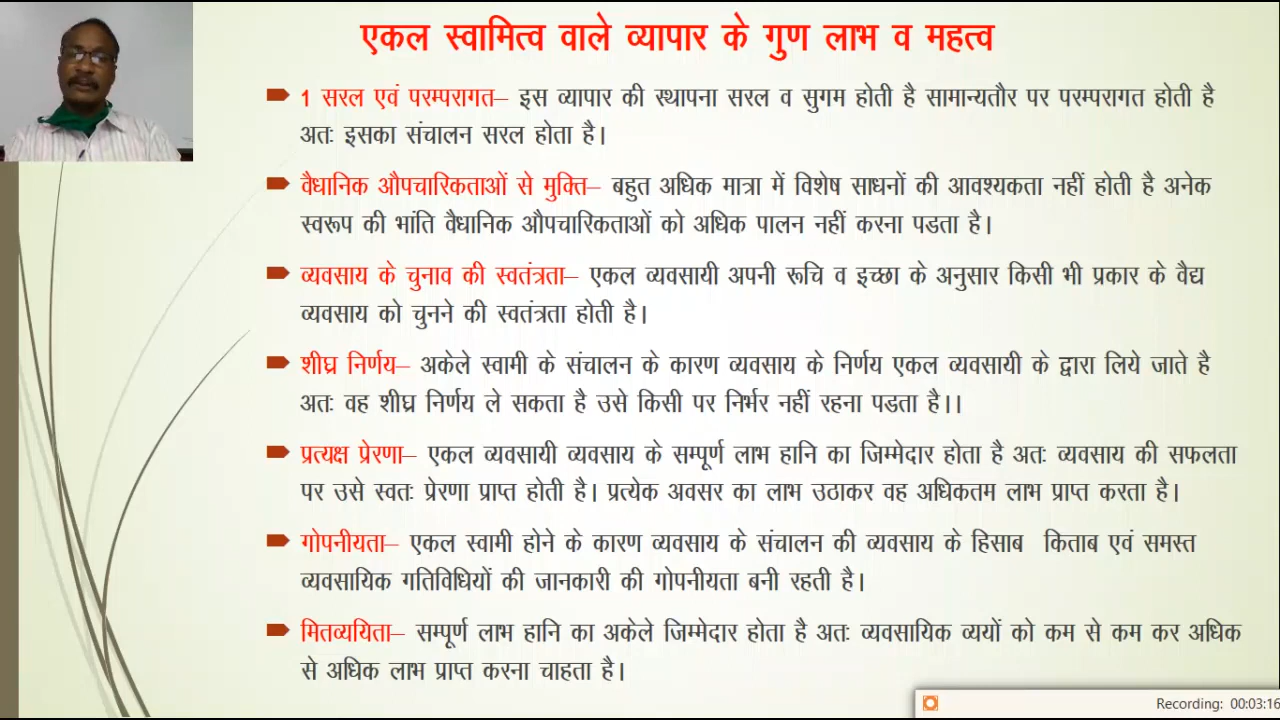 एकल स्वामित्व वाले व्यापार के गुण लाभ व महत्व
1 सरल एवं परम्परागत– इस व्यापार की स्थापना सरल व सुगम होती है सामान्यतौर पर परम्परागत होती है
अतः इसका संचालन सरल होता है।
वैधानिक औपचारिकताओं से मुक्ति– बहुत अधिक मात्रा में विशेष साधनों की आवश्यकता नहीं होती है अनेक
स्वरूप की भांति वैधानिक औपचारिकताओं को अधिक पालन नहीं करना पडता है।
व्यवसाय के चुनाव की स्वतंत्रता– एकल व्यवसायी अपनी रूचि व इच्छा के अनुसार किसी भी प्रकार के वैद्य
व्यवसाय को चुनने की स्वतंत्रता होती है।
शीघ्र निर्णय– अकेले स्वामी के संचालन के कारण व्यवसाय के निर्णय एकल व्यवसायी के द्वारा लिये जाते है
अतः वह शीघ्र निर्णय ले सकता है उसे किसी पर निर्भर नहीं रहना पडता है।।
प्रत्यक्ष प्रेरणा– एकल व्यवसायी व्यवसाय के सम्पूर्ण लाभ हानि का जिम्मेदार होता है अतः व्यवसाय की सफलता
पर उसे स्वतः प्रेरणा प्राप्त होती है। प्रत्येक अवसर का लाभ उठाकर वह अधिकतम लाभ प्राप्त करता है।
गोपनीयता– एकल स्वामी होने के कारण व्यवसाय के संचालन की व्यवसाय के हिसाब किताब एवं समस्त
व्यवसायिक गतिविधियों की जानकारी की गोपनीयता बनी रहती है।
मितव्ययिता– सम्पूर्ण लाभ हानि का अकेले जिम्मेदार होता है अतः व्यवसायिक व्ययों को कम से कम कर अधिक
से अधिक लाभ प्राप्त करना चाहता है।
Recording: 00:03:16